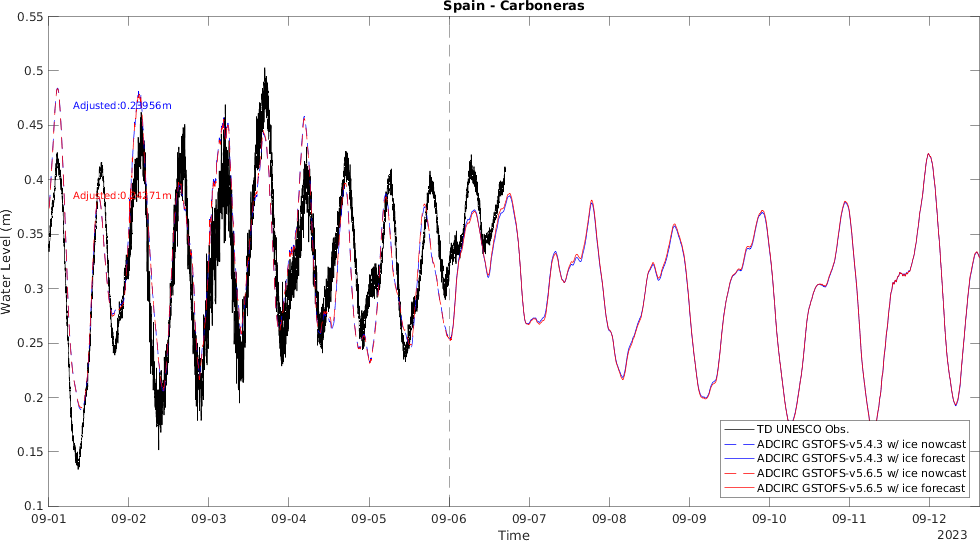 Spain - Carboneras
0.55
0.5
0.45
0.4
0.35
0.3
0.25
0.2
0.15
0.1
Water Level (m)
Adjusted:0.23956m
TD UNESCO Obs.
ADCIRC GSTOFS-v5.4.3 w/ ice nowcast
ADCIRC GSTOFS-v5.4.3 w/ ice forecast
ADCIRC GSTOFS-v5.6.5 w/ ice nowcast
ADCIRC GSTOFS-v5.6.5 w/ ice forecast
09-01 09-02 09-03 09-04 09-05 09-06 09-07 09-08 09-09 09-10 09-11 09-12
Time
2023